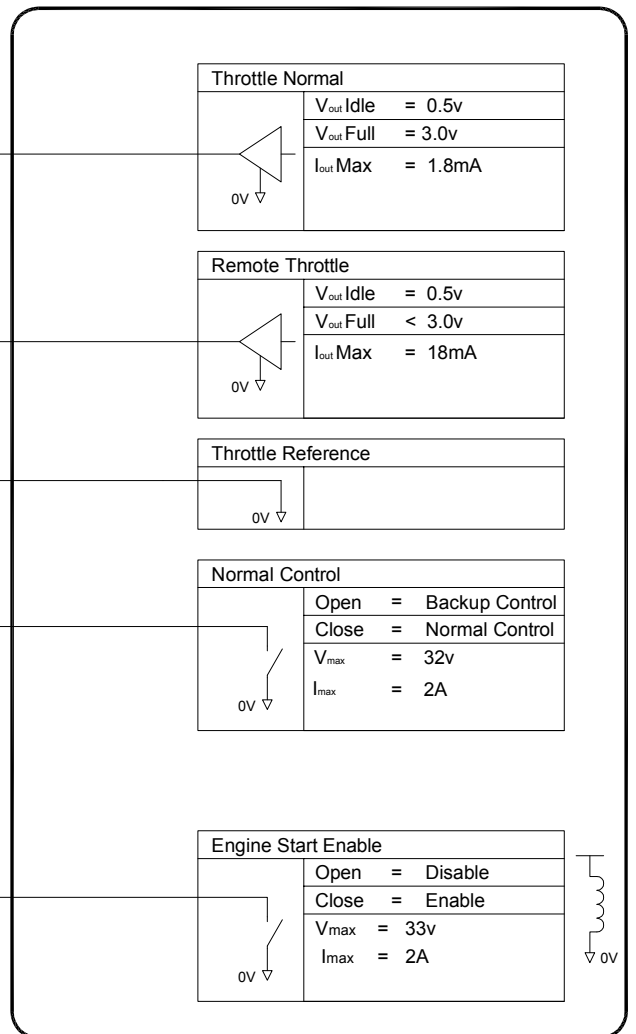 Throttle Normal
Vout Idle = 0.5v
Vout Full = 3.0v
Iout Max = 1.8mA
0V
Remote Throttle
Vout Idle = 0.5v
Vout Full < 3.0v
Iout Max = 18mA
0V
Throttle Reference
0V
Normal Control
Open = Backup Control
Close = Normal Control
Vmax = 32v
Imax = 2A
0V
Engine Start Enable
Open = Disable
Close = Enable
Vmax = 33v
Imax = 2A
0V
0V